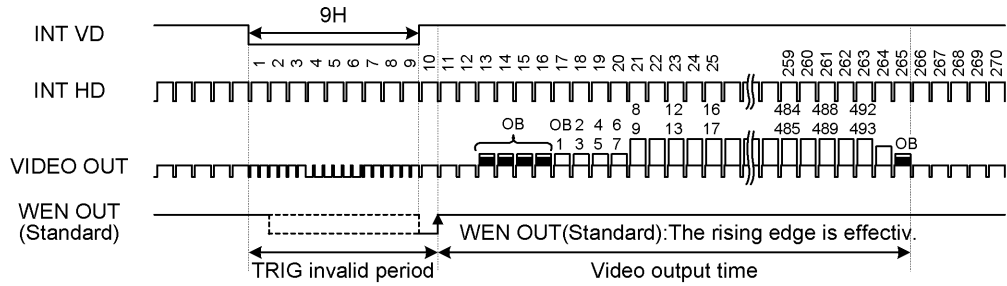 9H
INT VD
1 2 3 4 5 6 7 8 9 10 11 12 13 14 15 16 17 18 19 20 21 22 23 24 25 259 260 261 262 263 264 265 266 267 268 269 270
INT HD
8 12 16 484 488 492
OB OB 2 4 6 9 13 17 485 489 493
1 3 5 7 OB
VIDEO OUT
WEN OUT
(Standard)
WEN OUT(Standard):The rising edge is effectiv.
TRIG invalid period
Video output time